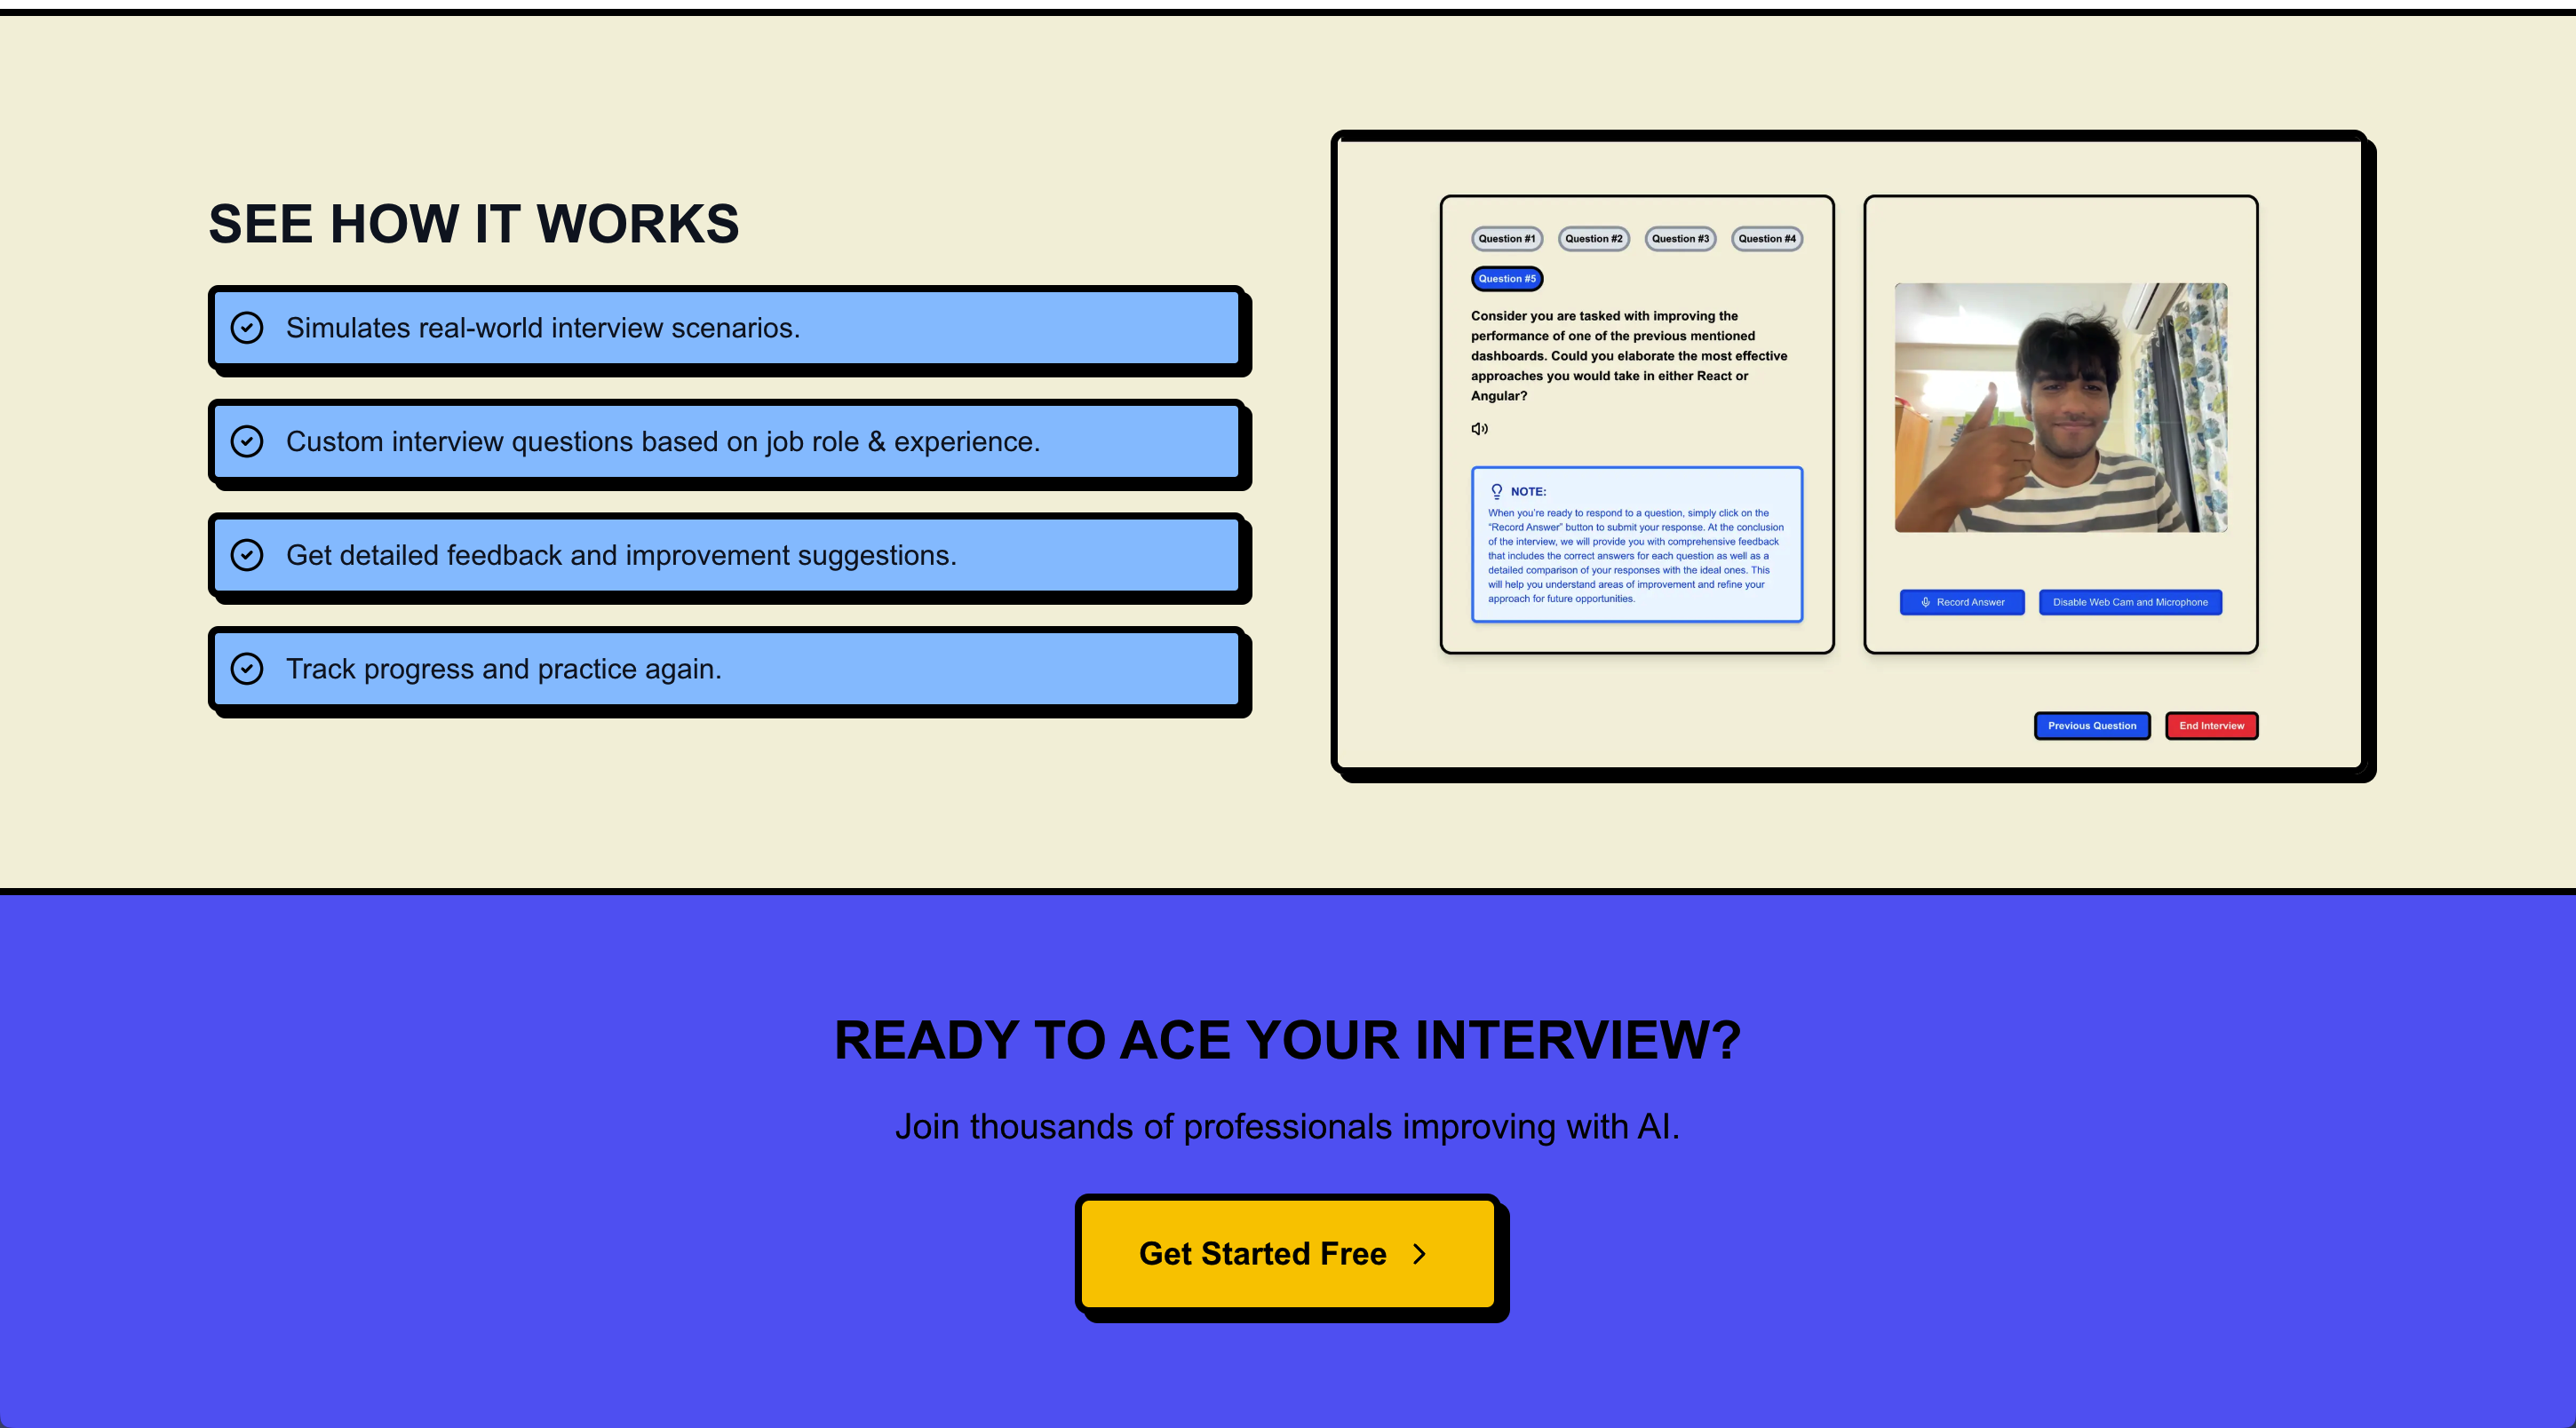 SEE HOW IT WORKS
Simulates real-world interview scenarios.
Custom interview questions based on job role & experience.
Get detailed feedback and improvement suggestions.
Track progress and practice again.
Question #1
Question #2
Question #3
Question #4
Question #5
Consider you are tasked with improving the
performance of one of the previous mentioned
dashboards. Could you elaborate the most effective
approaches you would take in either React or
Angular?
NOTE:
When you're ready to respond to a question, simply click on the
“Record Answer” button to submit your response. At the conclusion
of the interview, we will provide you with comprehensive feedback
that includes the correct answers for each question as well as a
detailed comparison of your responses with the ideal ones. This
will help you understand areas of improvement and refine your
approach for future opportunities.
Record Answer
Disable Web Cam and Microphone
Previous Question
End Interview
READY TO ACE YOUR INTERVIEW?
Join thousands of professionals improving with AI.
Get Started Free